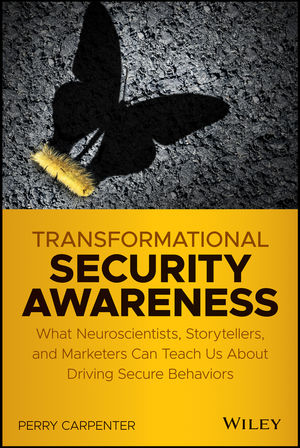 TRANSFORMATIONAL
SECURITY
AWARENESS
What Neuroscientists, Storytellers,
and Marketers Can Teach Us About
Driving Secure Behaviors
PERRY CARPENTER
WILEY